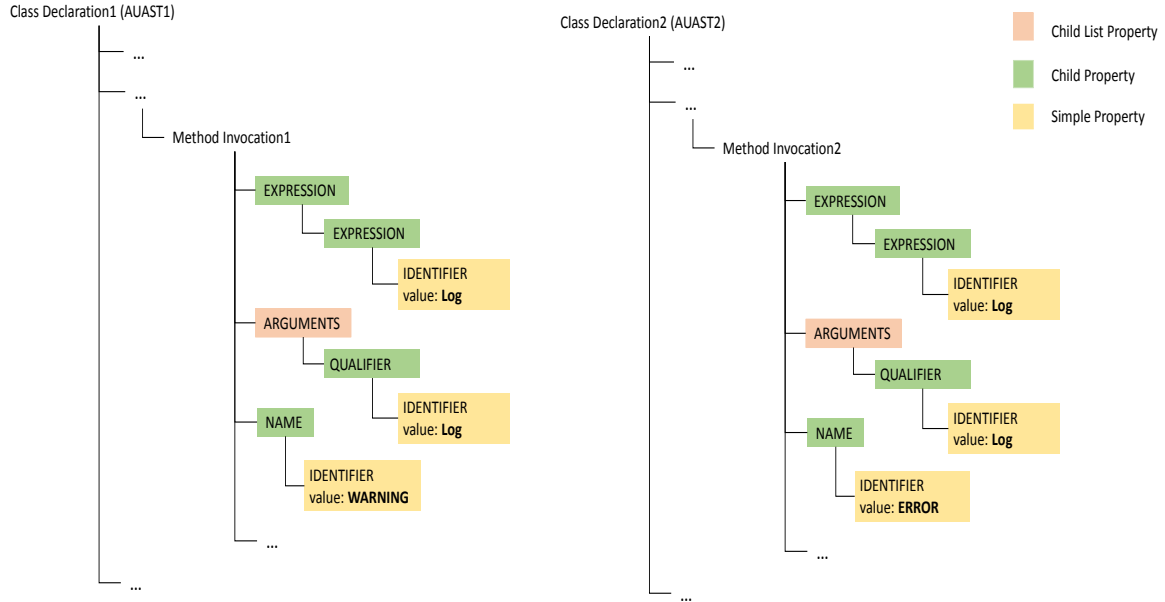 Class Declaration1 (AUAST1)
...
...
Method Invocation1
EXPRESSION
EXPRESSION
IDENTIFIER
value: Log
ARGUMENTS
QUALIFIER
IDENTIFIER
value: Log
NAME
IDENTIFIER
value: WARNING
...
...
Class Declaration2 (AUAST2)
...
...
Method Invocation2
EXPRESSION
EXPRESSION
IDENTIFIER
value: Log
ARGUMENTS
QUALIFIER
IDENTIFIER
value: Log
NAME
IDENTIFIER
value: ERROR
...
...
Child List Property
Child Property
Simple Property